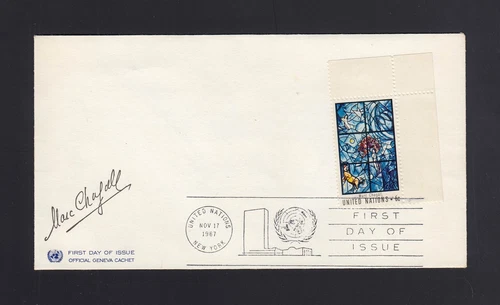 Marc Chagall
FIRST DAY OF ISSUE
OFFICIAL GENEVA CACHET
UNITED NATIONS
NOV 17
1967
NEW YORK
UNITED NATIONS • 6c
FIRST
DAY OF
ISSUE